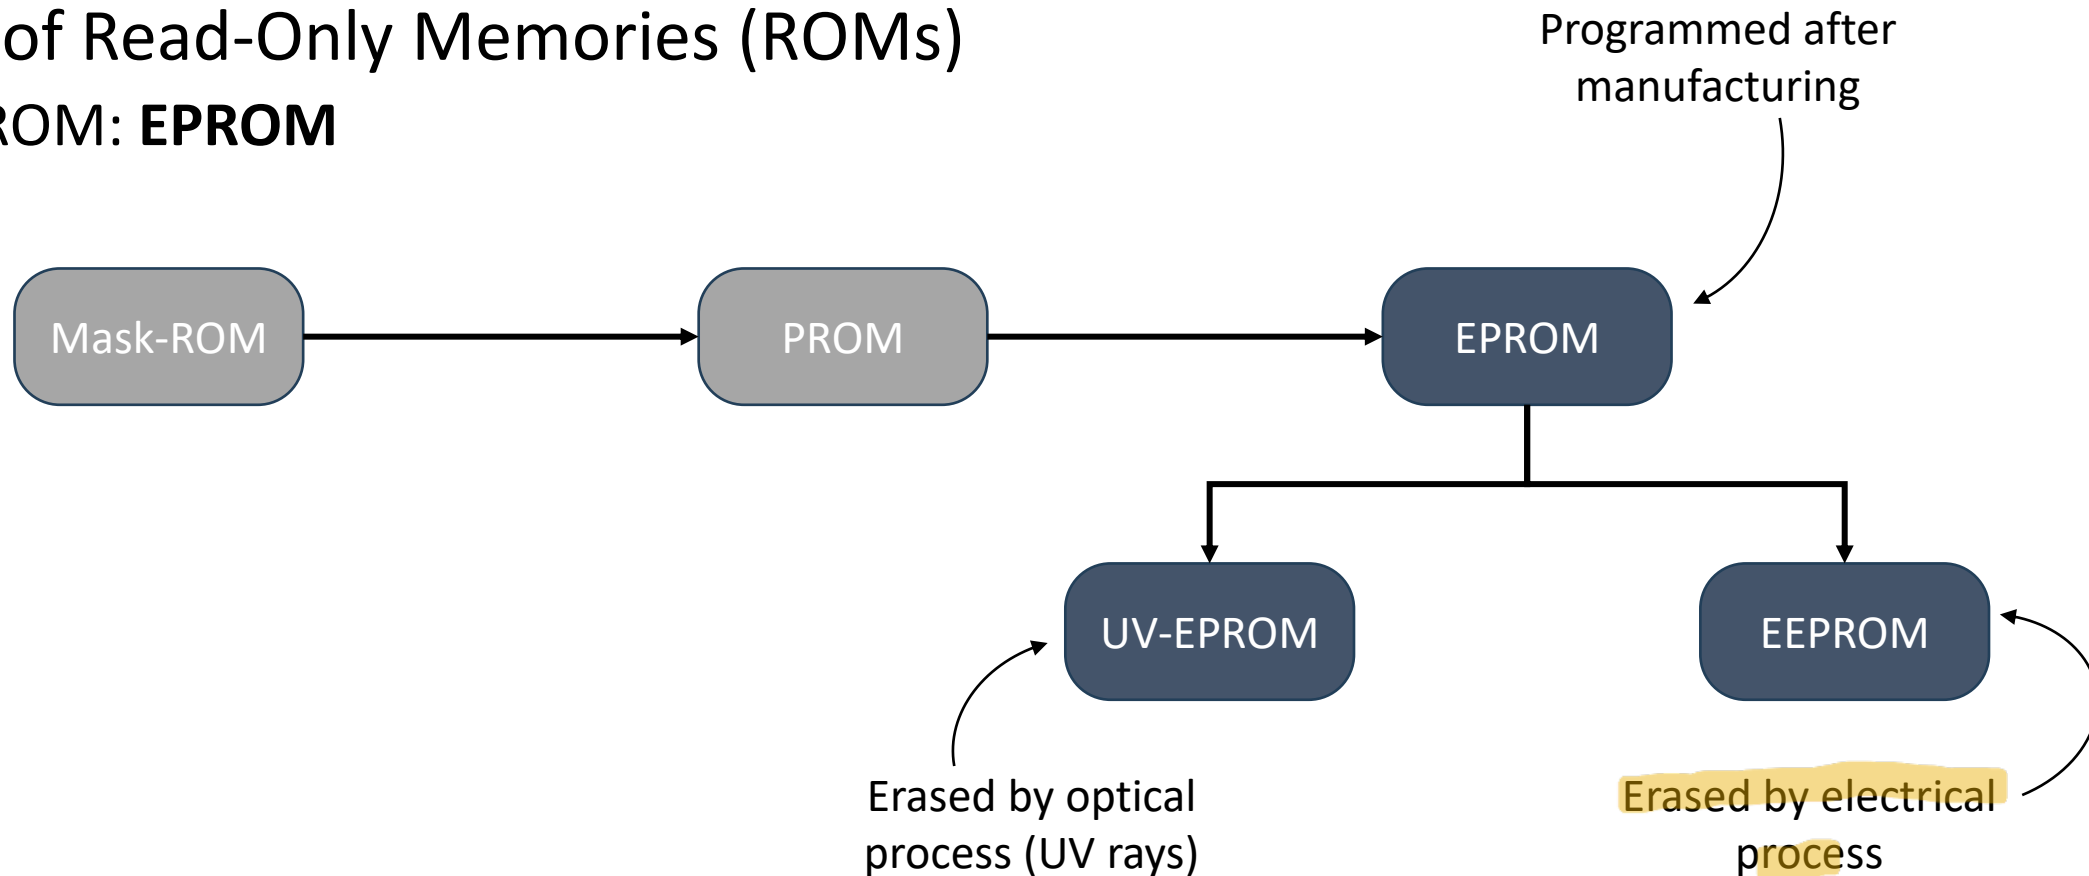 of Read-Only Memories (ROMs)
ROM: EPROM
Programmed after
manufacturing
Mask-ROM
PROM
EPROM
UV-EPROM
EEPROM
Erased by optical
process (UV rays)
Erased by electrical
process